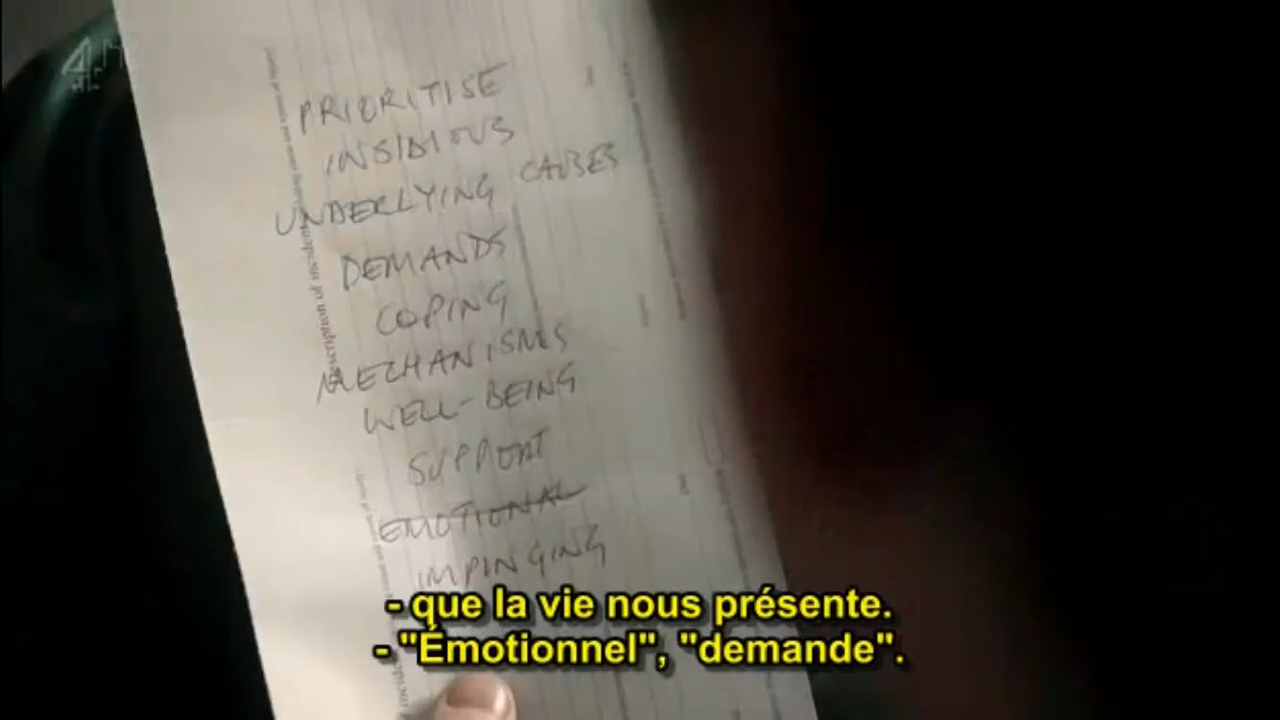 4
PRIORITISE
INSIDIOUS
UNDERLYING CAUSES
DEMANDS
COPING
MECHANISMS
WELL-BEING
SUPPORT
EMOTIONAL
IMPINGING
- que la vie nous présente.
- "Émotionnel", "demande".